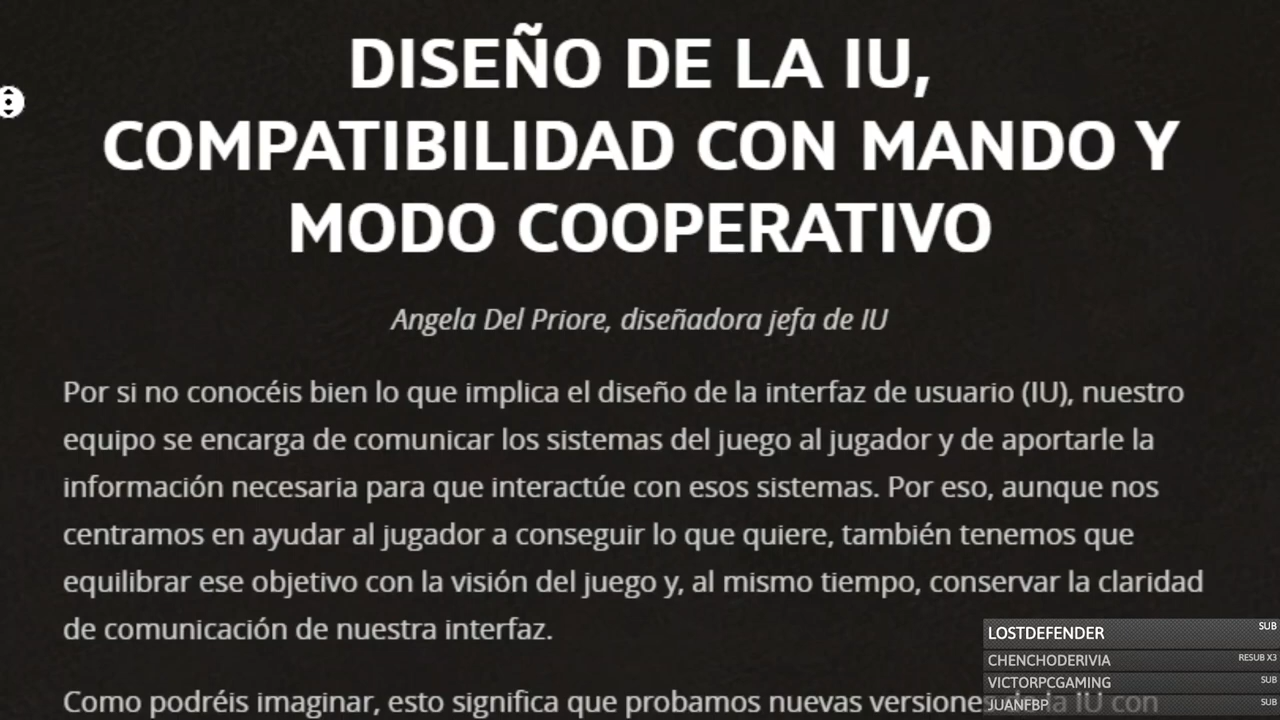 DISEÑO DE LA IU,
COMPATIBILIDAD CON MANDO Y
MODO COOPERATIVO
Angela Del Priore, diseñadora jefa de IU
Por si no conocéis bien lo que implica el diseño de la interfaz de usuario (IU), nuestro
equipo se encarga de comunicar los sistemas del juego al jugador y de aportarle la
información necesaria para que interactúe con esos sistemas. Por eso, aunque nos
centramos en ayudar al jugador a conseguir lo que quiere, también tenemos que
equilibrar ese objetivo con la visión del juego y, al mismo tiempo, conservar la claridad
de comunicación de nuestra interfaz.
Como podréis imaginar, esto significa que probamos nuevas versiones de la IU con
LOSTDEFENDER SUB
CHENCHODERIVIA RESUB X3
VICTORPCGAMING SUB
JUANFBP SUB